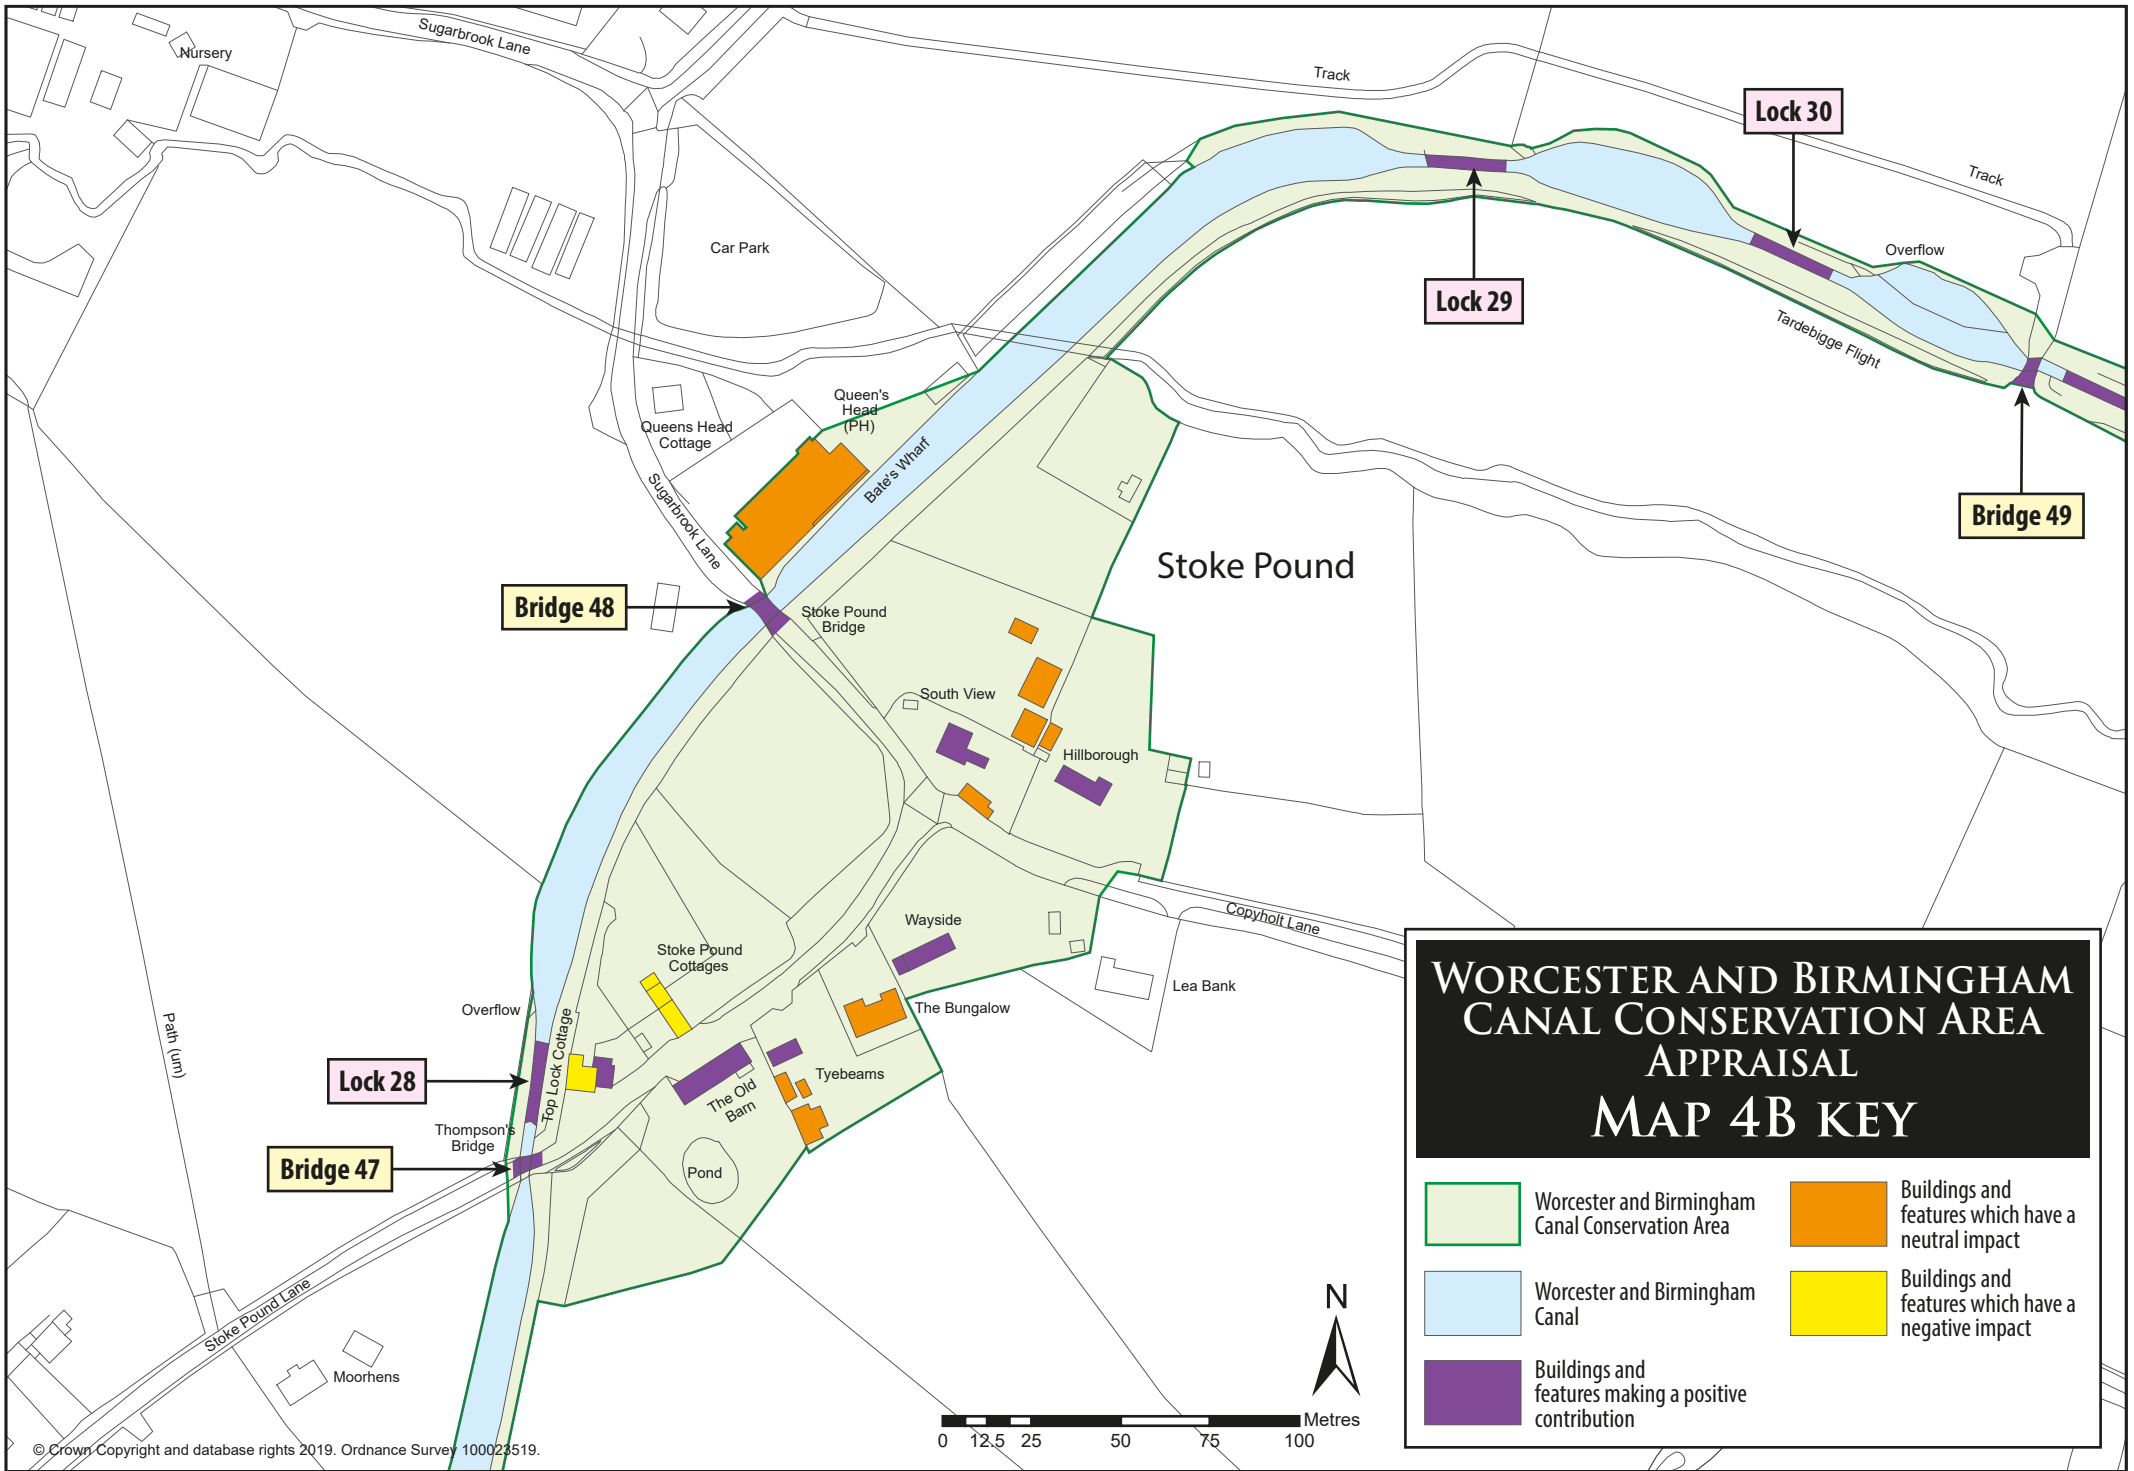 Nursery
Sugarbrook Lane
Track
Lock 30
Track
Car Park
Overflow
Lock 29
Tardebigge Flight
Queen's
Head
(PH)
Queens Head
Cottage
Bate's Wharf
Sugarbrook Lane
Bridge 49
Stoke Pound
Bridge 48
Stoke Pound
Bridge
South View
Hillborough
Wayside
Copyholt Lane
Stoke Pound
Cottages
Lea Bank
Overflow
The Bungalow
Path (um)
Top Lock Cottage
Lock 28
Tyebeams
The Old
Barn
Thompson's
Bridge
Bridge 47
Pond
Stoke Pound Lane
Moorhens
Worcester and Birmingham
Canal Conservation Area
Appraisal
Map 4B key
Worcester and Birmingham
Canal Conservation Area
Worcester and Birmingham
Canal
Buildings and
features making a positive
contribution
Buildings and
features which have a
neutral impact
Buildings and
features which have a
negative impact
N
Metres
0 12.5 25 50 75 100
© Crown Copyright and database rights 2019. Ordnance Survey 100023519.